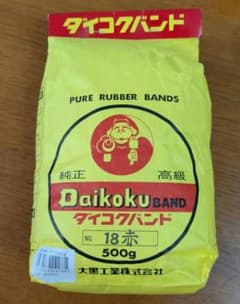 ダイコクバンド
PURE RUBBER BANDS
純正 高級
Daikoku BAND
ダイコクバンド
NO. 18赤
500g
大黒工業株式会社